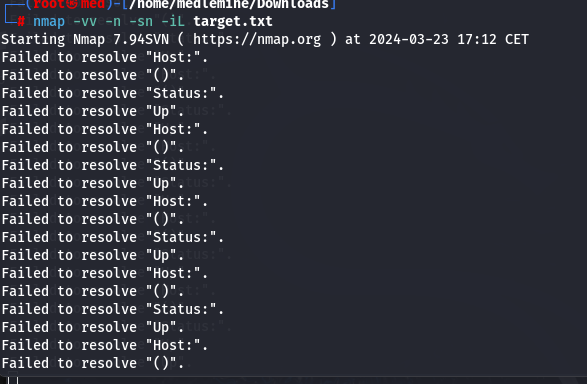 (root㉿med)-[/home/medlemine/Downloads]
# nmap -vv -n -sn -iL target.txt
Starting Nmap 7.94SVN ( https://nmap.org ) at 2024-03-23 17:12 CET
Failed to resolve "Host:".
Failed to resolve "()".
Failed to resolve "Status:".
Failed to resolve "Up".
Failed to resolve "Host:".
Failed to resolve "()".
Failed to resolve "Status:".
Failed to resolve "Up".
Failed to resolve "Host:".
Failed to resolve "()".
Failed to resolve "Status:".
Failed to resolve "Up".
Failed to resolve "Host:".
Failed to resolve "()".
Failed to resolve "Status:".
Failed to resolve "Up".
Failed to resolve "Host:".
Failed to resolve "()".